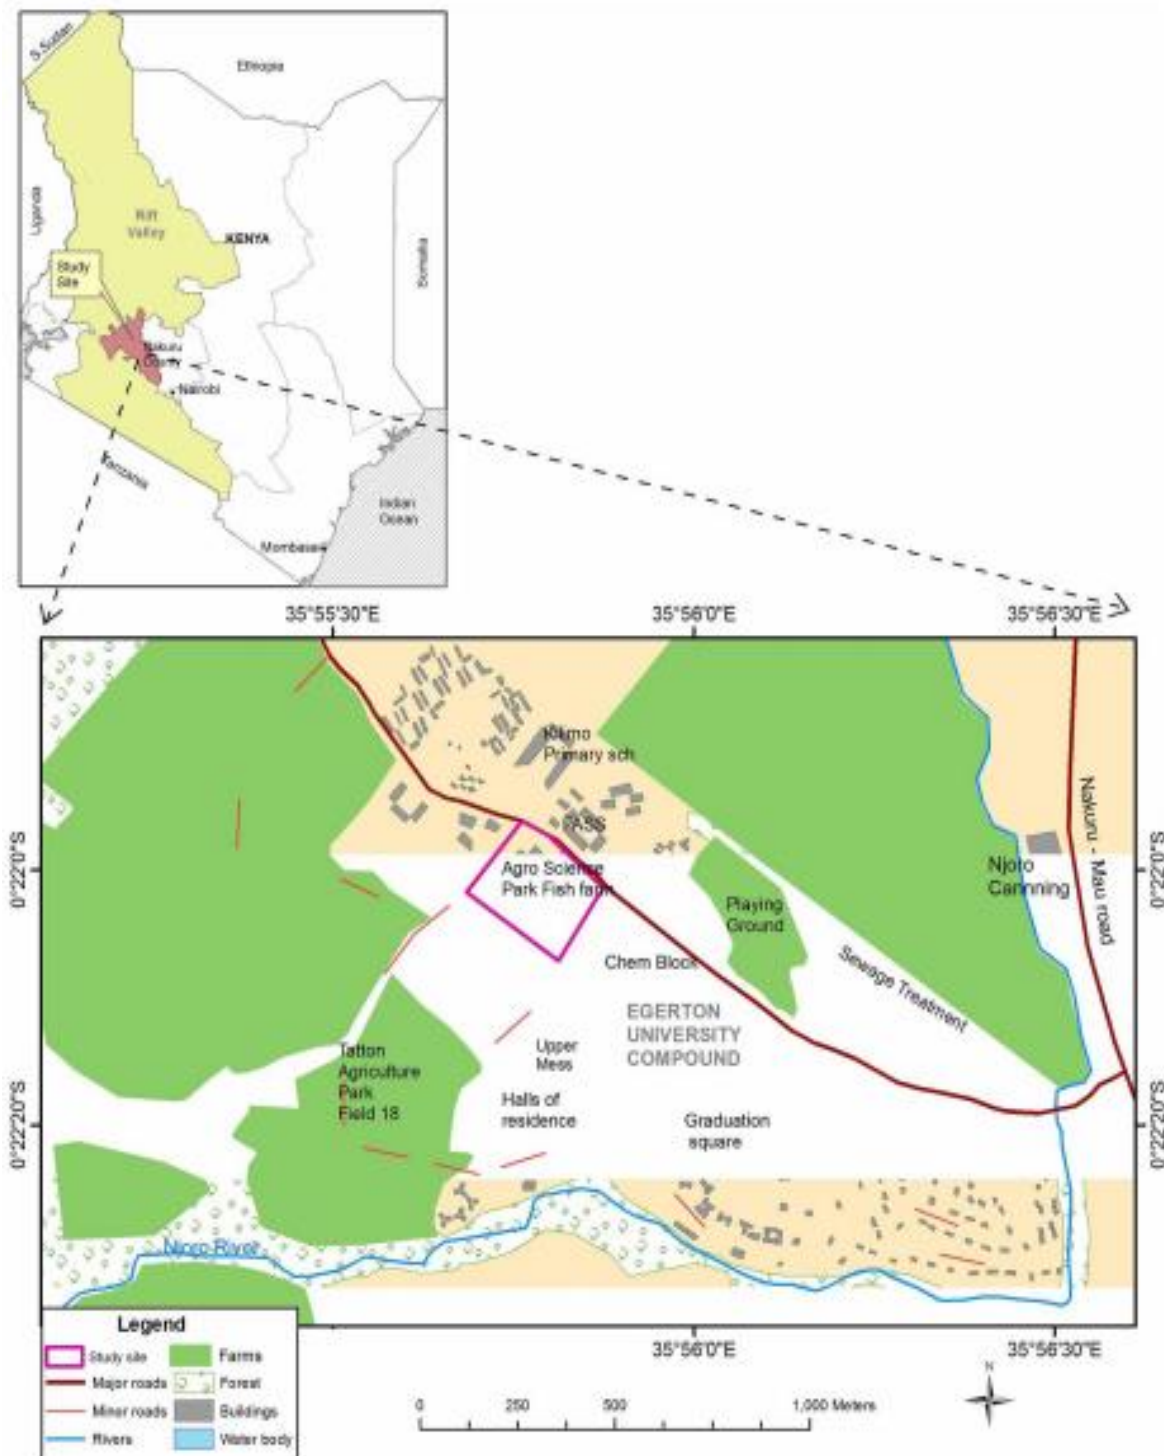 S.Sudan
Ethiopia
Uganda
Rift
Valley
KENYA
Somalia
Study
Site
Nakuru
County
Nairobi
Tanzania
Indian
Ocean
Mombasa
35°55'30"E
35°56'0"E
35°56'30"E
Kilimo
Primary sch
FASS
Agro Science
Park Fish farm
Njoro
Cannning
Nakuru - Mau road
0°22'0"S
0°22'0"S
Playing
Ground
Chem Block
Sewage Treatment
EGERTON
UNIVERSITY
COMPOUND
Upper
Mess
Tatton
Agriculture
Park
Field 18
Halls of
residence
Graduation
square
0°22'20"S
0°22'20"S
Njoro River
35°56'0"E
35°56'30"E
Legend
Study site
Farms
Major roads
Forest
Minor roads
Buildings
Rivers
Water body
0
250
500
1,000 Meters
N